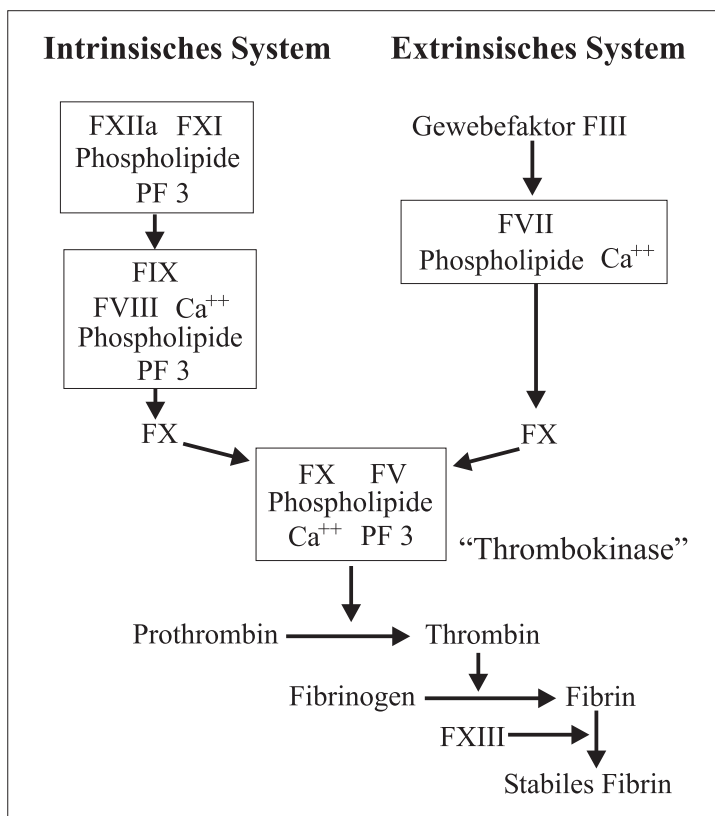 Intrinsisches System
Extrinsisches System
FXIIa FXI
Phospholipide
PF 3
FIX
FVIII Ca++
Phospholipide
PF 3
FX
Gewebefaktor FIII
FVII
Phospholipide Ca++
FX
FX FV
Phospholipide
Ca++ PF 3
“Thrombokinase”
Prothrombin
Thrombin
Fibrinogen
Fibrin
FXIII
Stabiles Fibrin